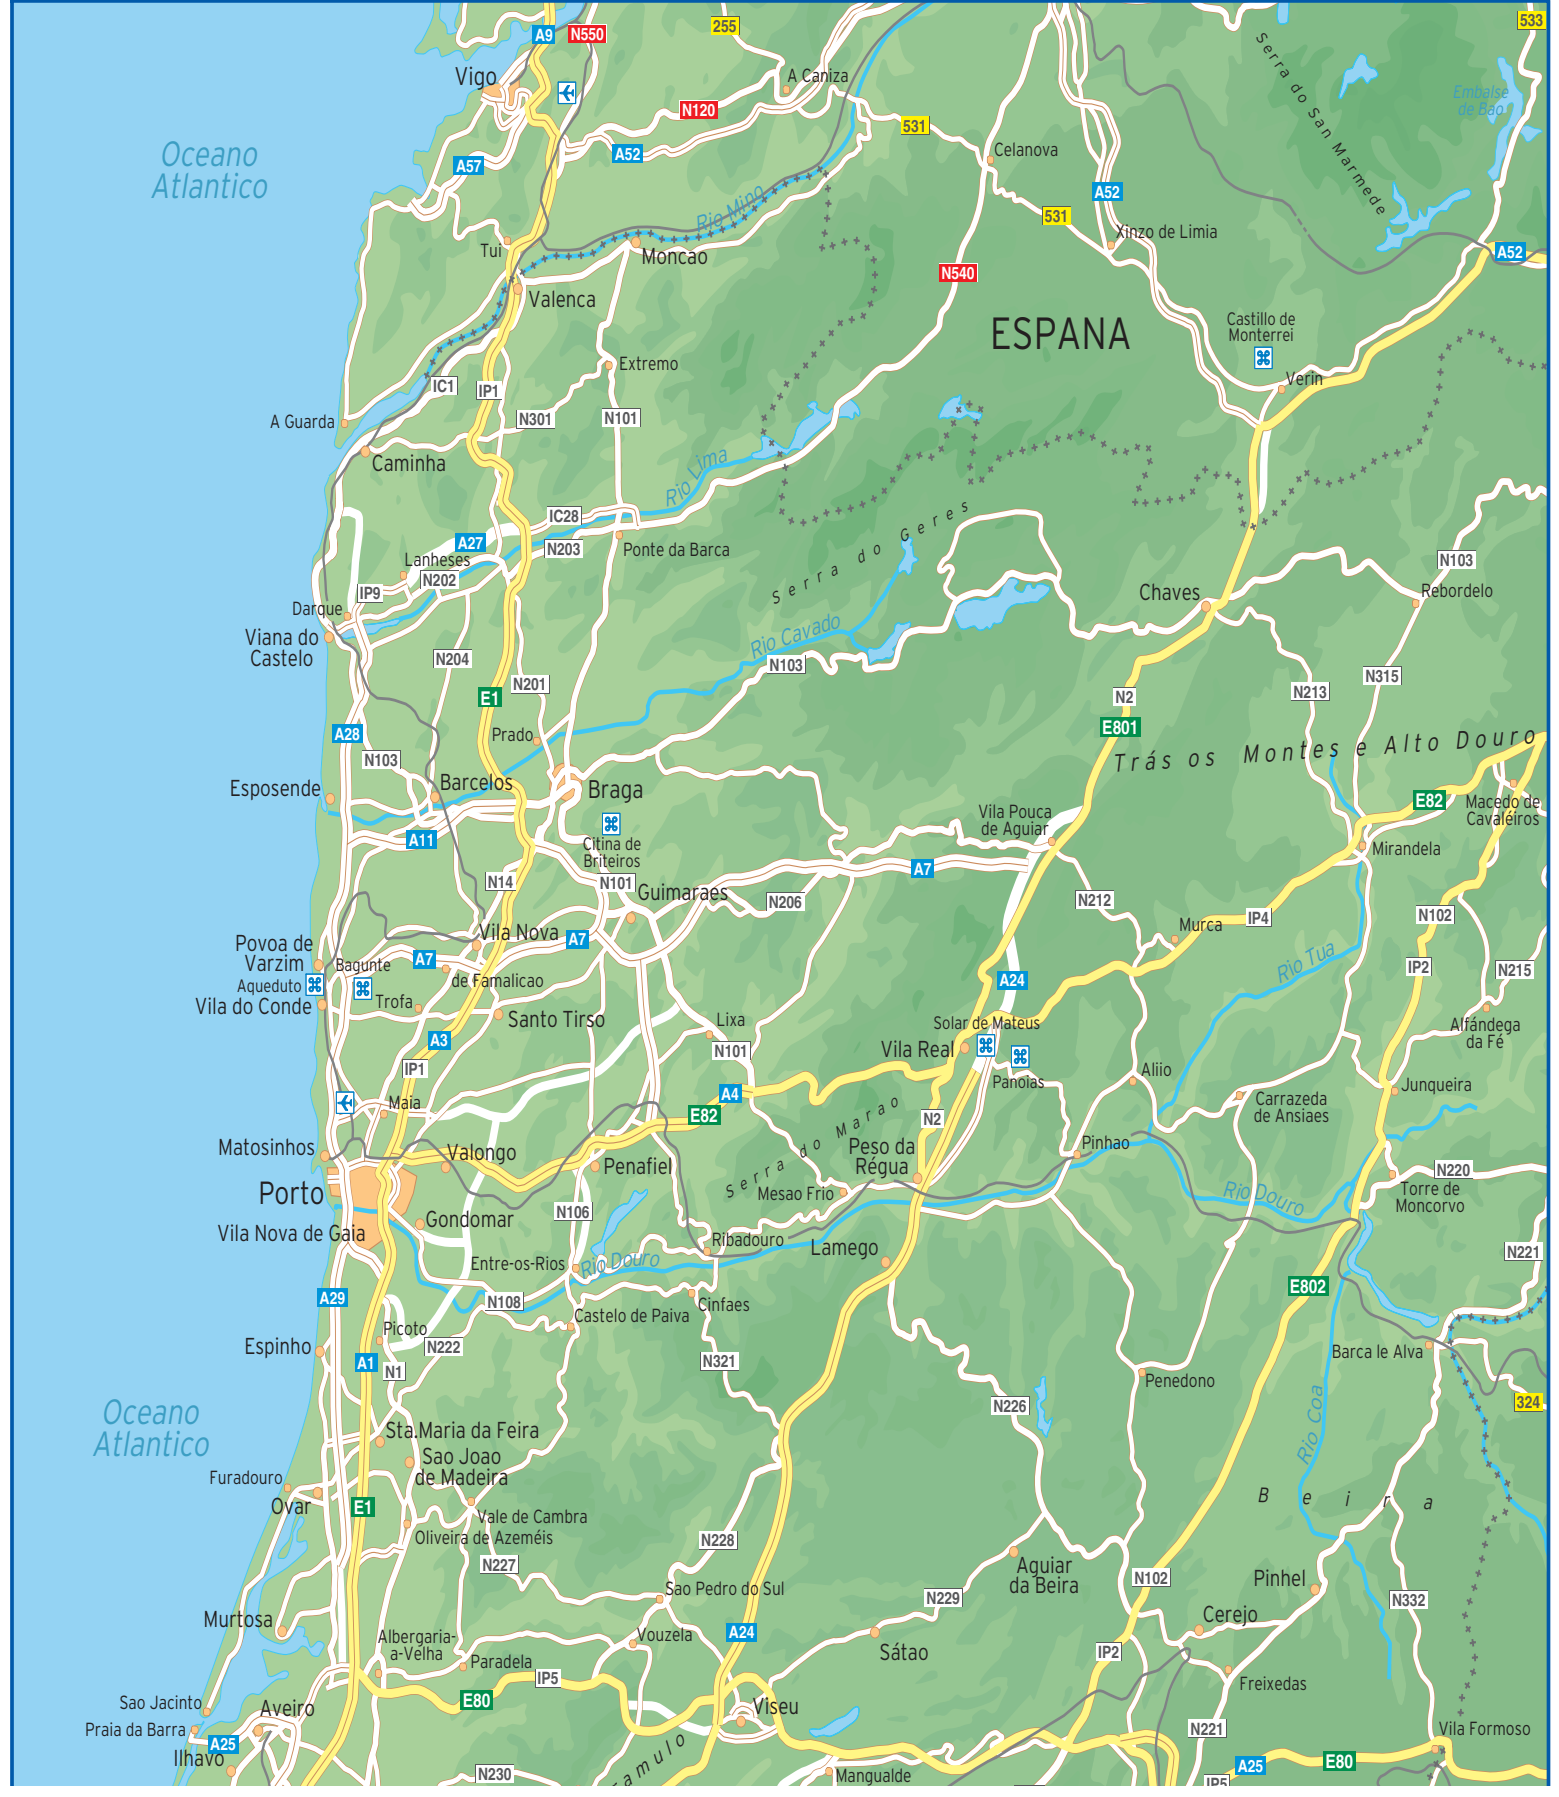 533
A9
N550
255
Vigo
A Caniza
Embalse
de Bao
Serra do San Marmede
N120
531
Oceano
Atlantico
A57
A52
Celanova
A52
Rio Mino
531
Xinzo de Limia
Tui
Moncao
A52
N540
Valenca
ESPANA
Castillo de
Monterrei
Extremo
IC1
IP1
Verin
N301
N101
A Guarda
Caminha
Rio Lima
IC28
Serra do Geres
A27
N203
Ponte da Barca
Lanheses
N103
N202
IP9
Chaves
Rebordelo
Darque
Viana do
Castelo
Rio Cavado
N204
N103
N201
N315
N213
E1
N2
E801
A28
Prado
Trás os Montes e Alto Douro
N103
Barcelos
Esposende
Braga
E82
Macedo de
Cavaléiros
Vila Pouca
de Aguiar
A11
Citina de
Briteiros
Mirandela
A7
N14
N101
Guimaraes
N206
N212
IP4
N102
Murca
Vila Nova
A7
Povoa de
Varzim
Bagunte
A7
Rio Tua
IP2
N215
Aqueduto
de Famalicao
A24
Vila do Conde
Trofa
Santo Tirso
Lixa
Solar de Mateus
Alfándega
da Fé
A3
N101
Vila Real
IP1
Panoias
Aliio
Junqueira
A4
Maia
E82
Carrazeda
de Ansiaes
Serra do Marao
N2
Matosinhos
Valongo
Peso da
Régua
Pinhao
Penafiel
N220
Porto
Mesao Frio
Rio Douro
Torre de
Moncorvo
N106
Gondomar
Vila Nova de Gaia
Ribadouro
Lamego
N221
Entre-os-Rios
Rio Douro
E802
A29
N108
Cinfaes
Castelo de Paiva
Picoto
Espinho
N222
Barca le Alva
A1
N1
N321
Penedono
Oceano
Atlantico
N226
324
Rio Coa
Sta.Maria da Feira
Sao Joao
de Madeira
Furadouro
Ovar
E1
Beira
Vale de Cambra
Oliveira de Azeméis
N228
N227
Aguiar
da Beira
N102
Pinhel
Sao Pedro do Sul
N229
N332
Murtosa
Cerejo
Albergaria-
a-Velha
Vouzela
A24
Sátao
Paradela
IP2
IP5
Freixedas
E80
Sao Jacinto
Aveiro
Viseu
Praia da Barra
N221
Vila Formoso
A25
Ilhavo
amulo
A25
E80
N230
Mangualde
IP5